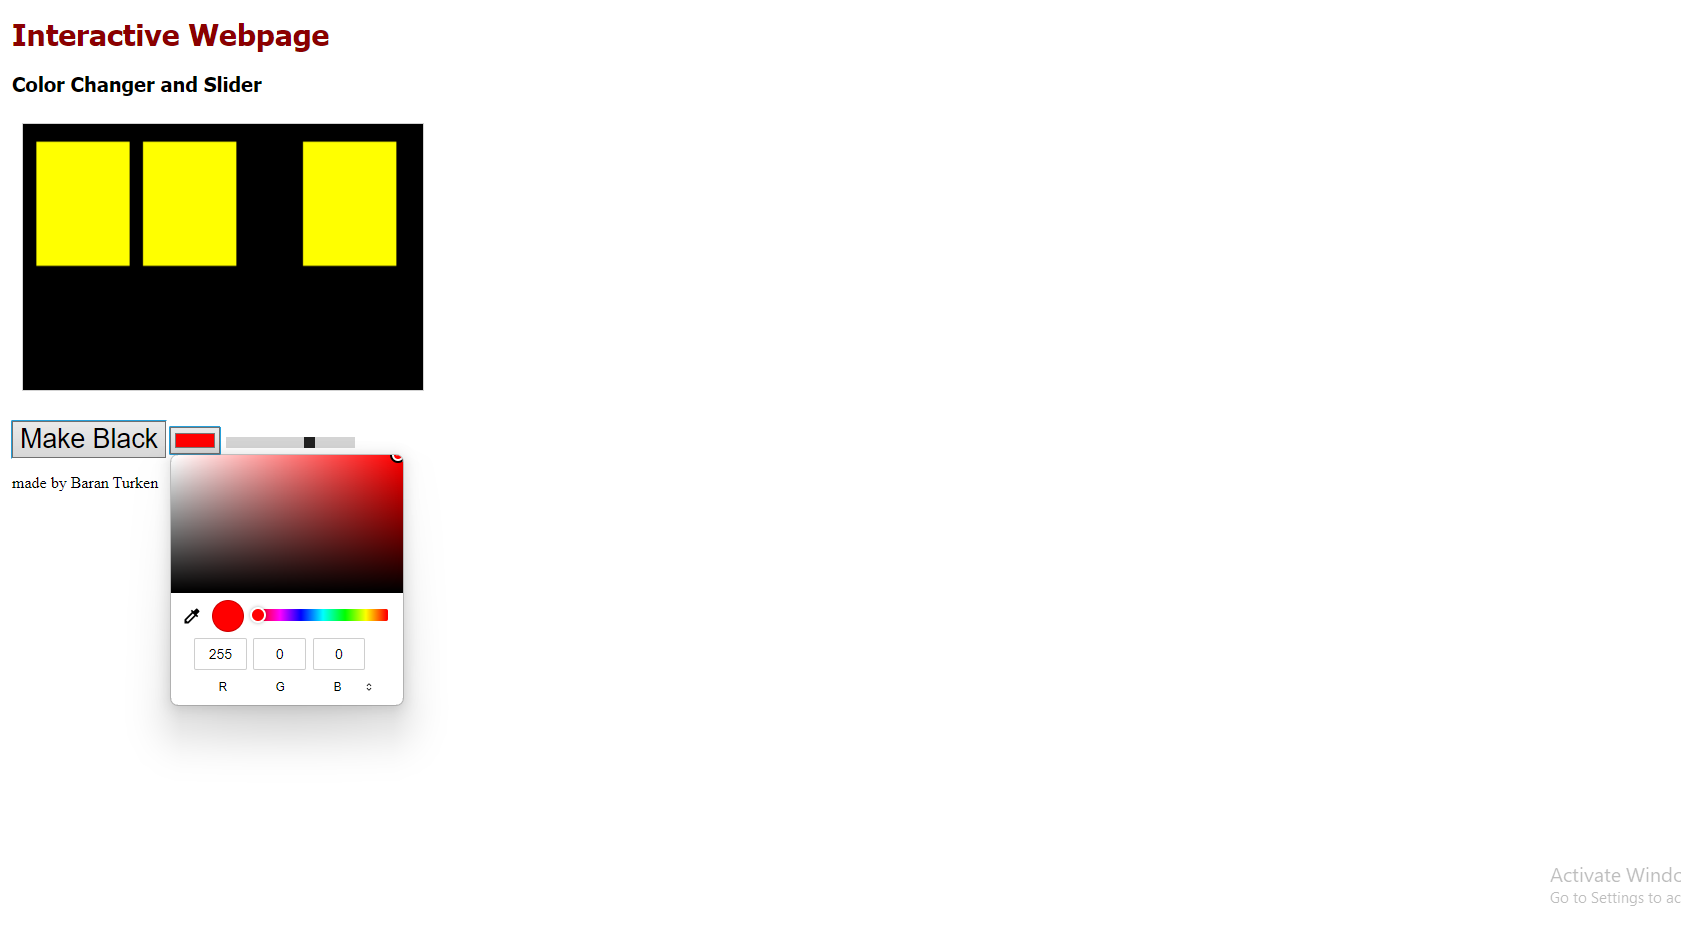 Interactive Webpage
Color Changer and Slider
Make Black
made by Baran Turken
255 0 0
R G B
Activate Windo
Go to Settings to ac